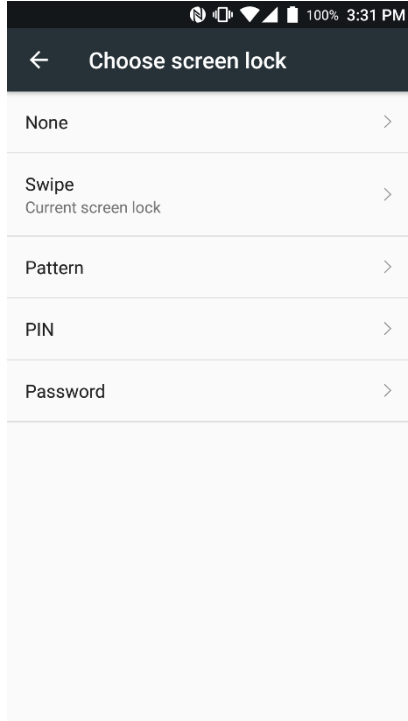 100% 3:31 PM
Choose screen lock
None
Swipe
Current screen lock
Pattern
PIN
Password